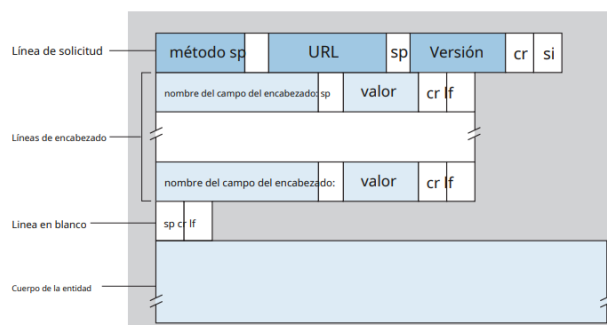 Línea de solicitud
método sp URL sp Versión cr si
nombre del campo del encabezado: sp valor cr lf
Líneas de encabezado
nombre del campo del encabezado: valor cr lf
Linea en blanco
sp cr lf
Cuerpo de la entidad